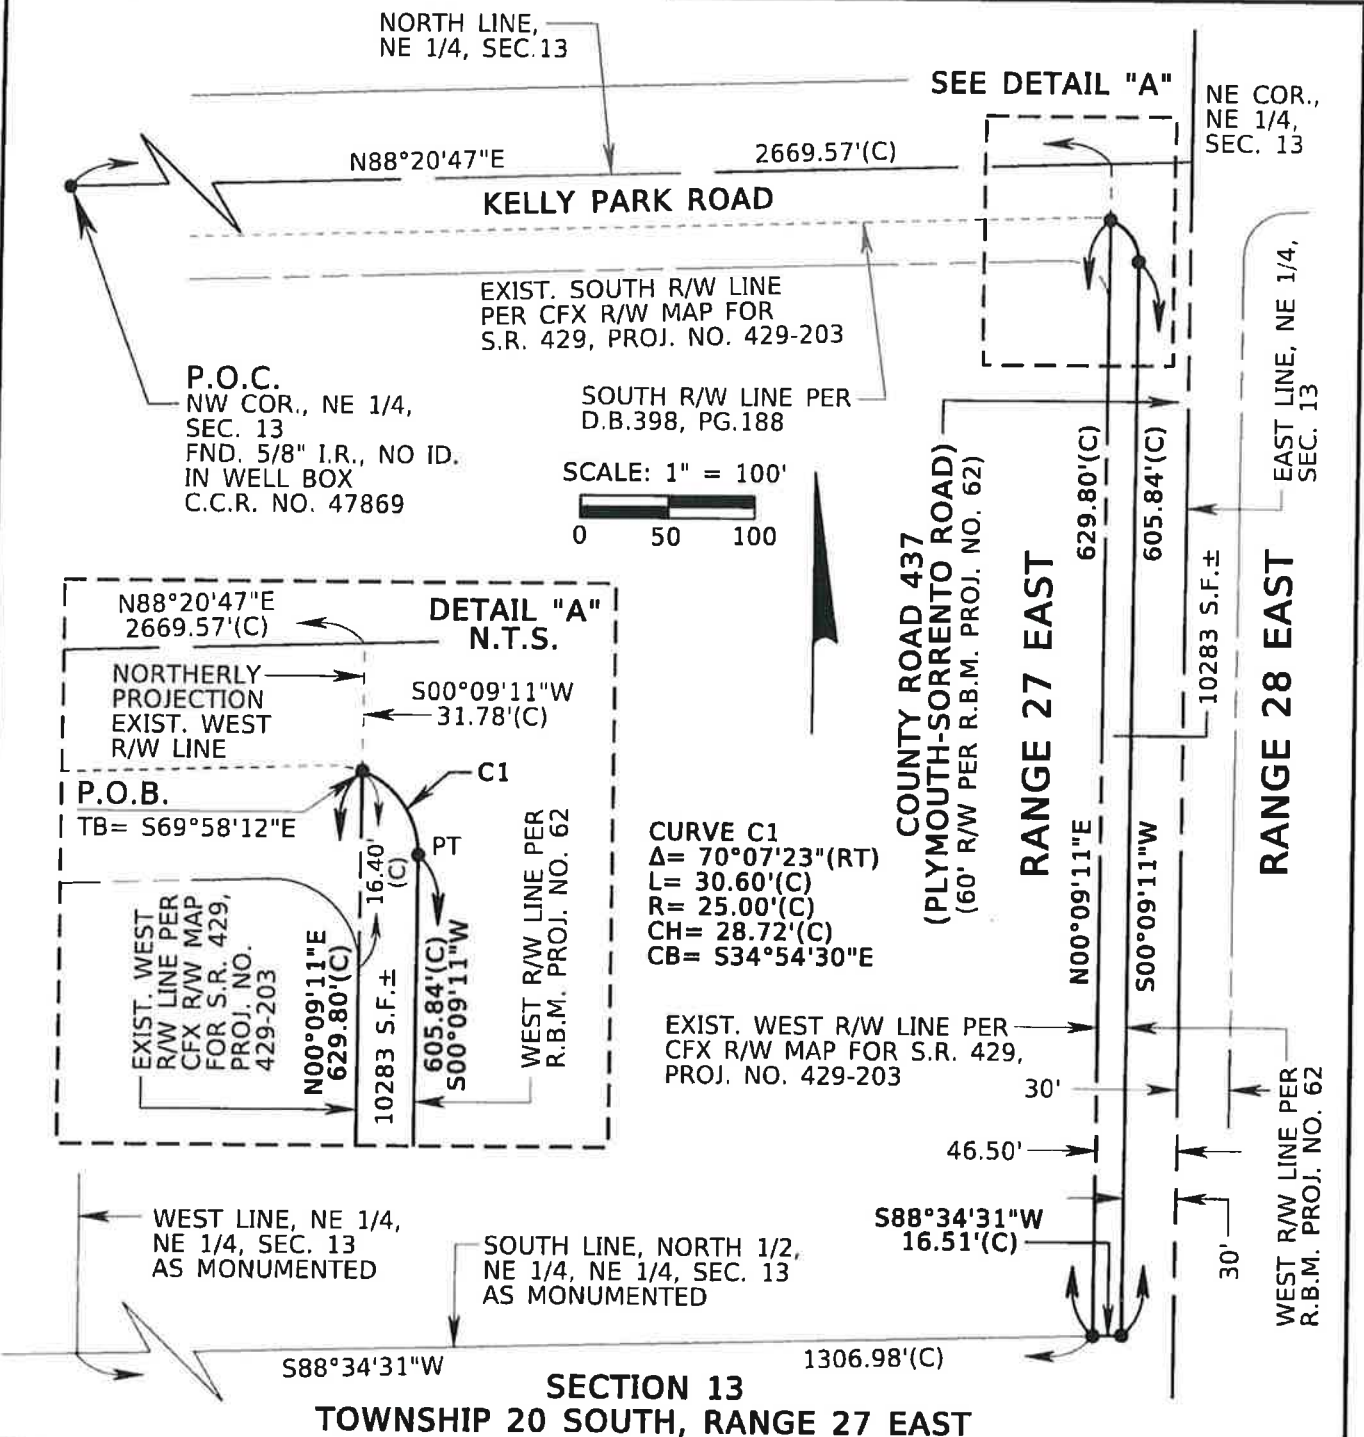 NORTH LINE,
NE 1/4, SEC.13
SEE DETAIL "A"
NE COR.,
NE 1/4,
SEC. 13
N88°20'47"E
2669.57'(C)
KELLY PARK ROAD
EXIST. SOUTH R/W LINE
PER CFX R/W MAP FOR
S.R. 429, PROJ. NO. 429-203
EAST LINE, NE 1/4,
SEC. 13
P.O.C.
NW COR., NE 1/4,
SEC. 13
FND. 5/8" I.R., NO ID.
IN WELL BOX
C.C.R. NO. 47869
SOUTH R/W LINE PER
D.B.398, PG.188
SCALE: 1" = 100'
0 50 100
COUNTY ROAD 437
(PLYMOUTH-SORRENTO ROAD)
(60' R/W PER R.B.M. PROJ. NO. 62)
RANGE 27 EAST
629.80'(C)
605.84'(C)
10283 S.F.±
RANGE 28 EAST
N00°09'11"E
S00°09'11"W
DETAIL "A"
N.T.S.
N88°20'47"E
2669.57'(C)
NORTHERLY
PROJECTION
EXIST. WEST
R/W LINE
S00°09'11"W
31.78'(C)
P.O.B.
TB= S69°58'12"E
C1
PT
16.40'
(C)
EXIST. WEST
R/W LINE PER
CFX R/W MAP
FOR S.R. 429,
PROJ. NO.
429-203
N00°09'11"E
629.80'(C)
10283 S.F.±
605.84'(C)
S00°09'11"W
WEST R/W LINE PER
R.B.M. PROJ. NO. 62
CURVE C1
Δ= 70°07'23"(RT)
L= 30.60'(C)
R= 25.00'(C)
CH= 28.72'(C)
CB= S34°54'30"E
EXIST. WEST R/W LINE PER
CFX R/W MAP FOR S.R. 429,
PROJ. NO. 429-203
30'
46.50'
30'
WEST R/W LINE PER
R.B.M. PROJ. NO. 62
S88°34'31"W
16.51'(C)
WEST LINE, NE 1/4,
NE 1/4, SEC. 13
AS MONUMENTED
SOUTH LINE, NORTH 1/2,
NE 1/4, NE 1/4, SEC. 13
AS MONUMENTED
S88°34'31"W
1306.98'(C)
SECTION 13
TOWNSHIP 20 SOUTH, RANGE 27 EAST